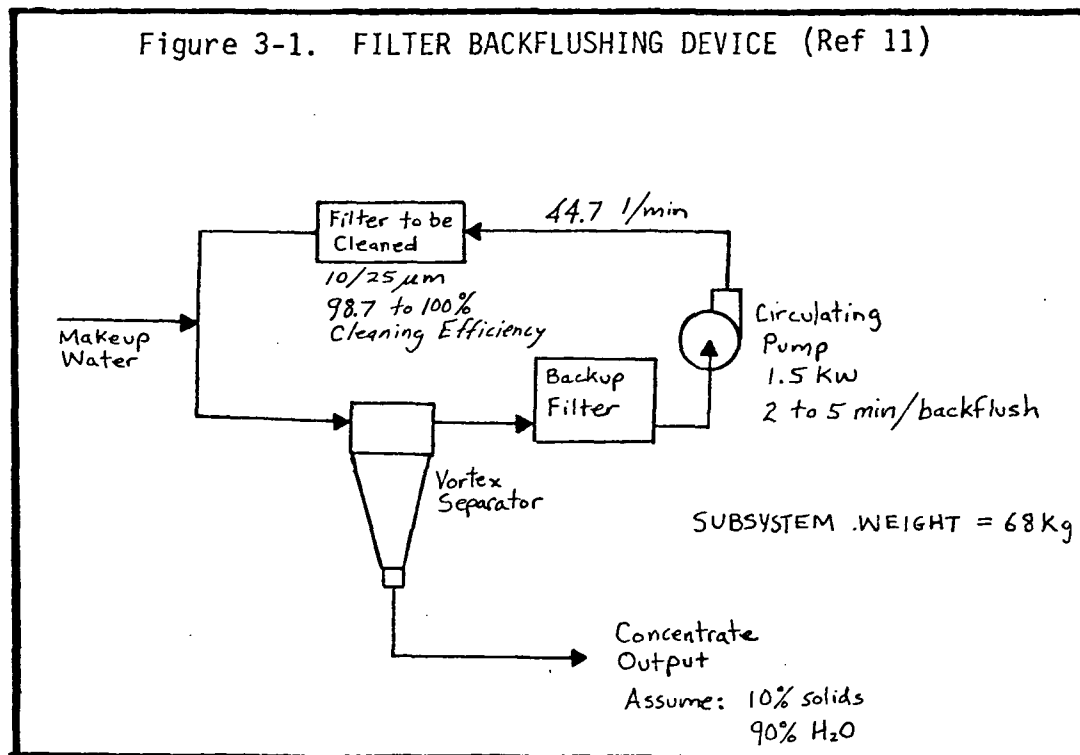 Figure 3-1. FILTER BACKFLUSHING DEVICE (Ref 11)
44.7 l/min
Filter to be
Cleaned
10/25 μm
98.7 to 100%
Cleaning Efficiency
Makeup
Water
Circulating
Pump
1.5 KW
2 to 5 min/backflush
Backup
Filter
Vortex
Separator
SUBSYSTEM .WEIGHT = 68Kg
Concentrate
Output
Assume: 10% solids
90% H₂O